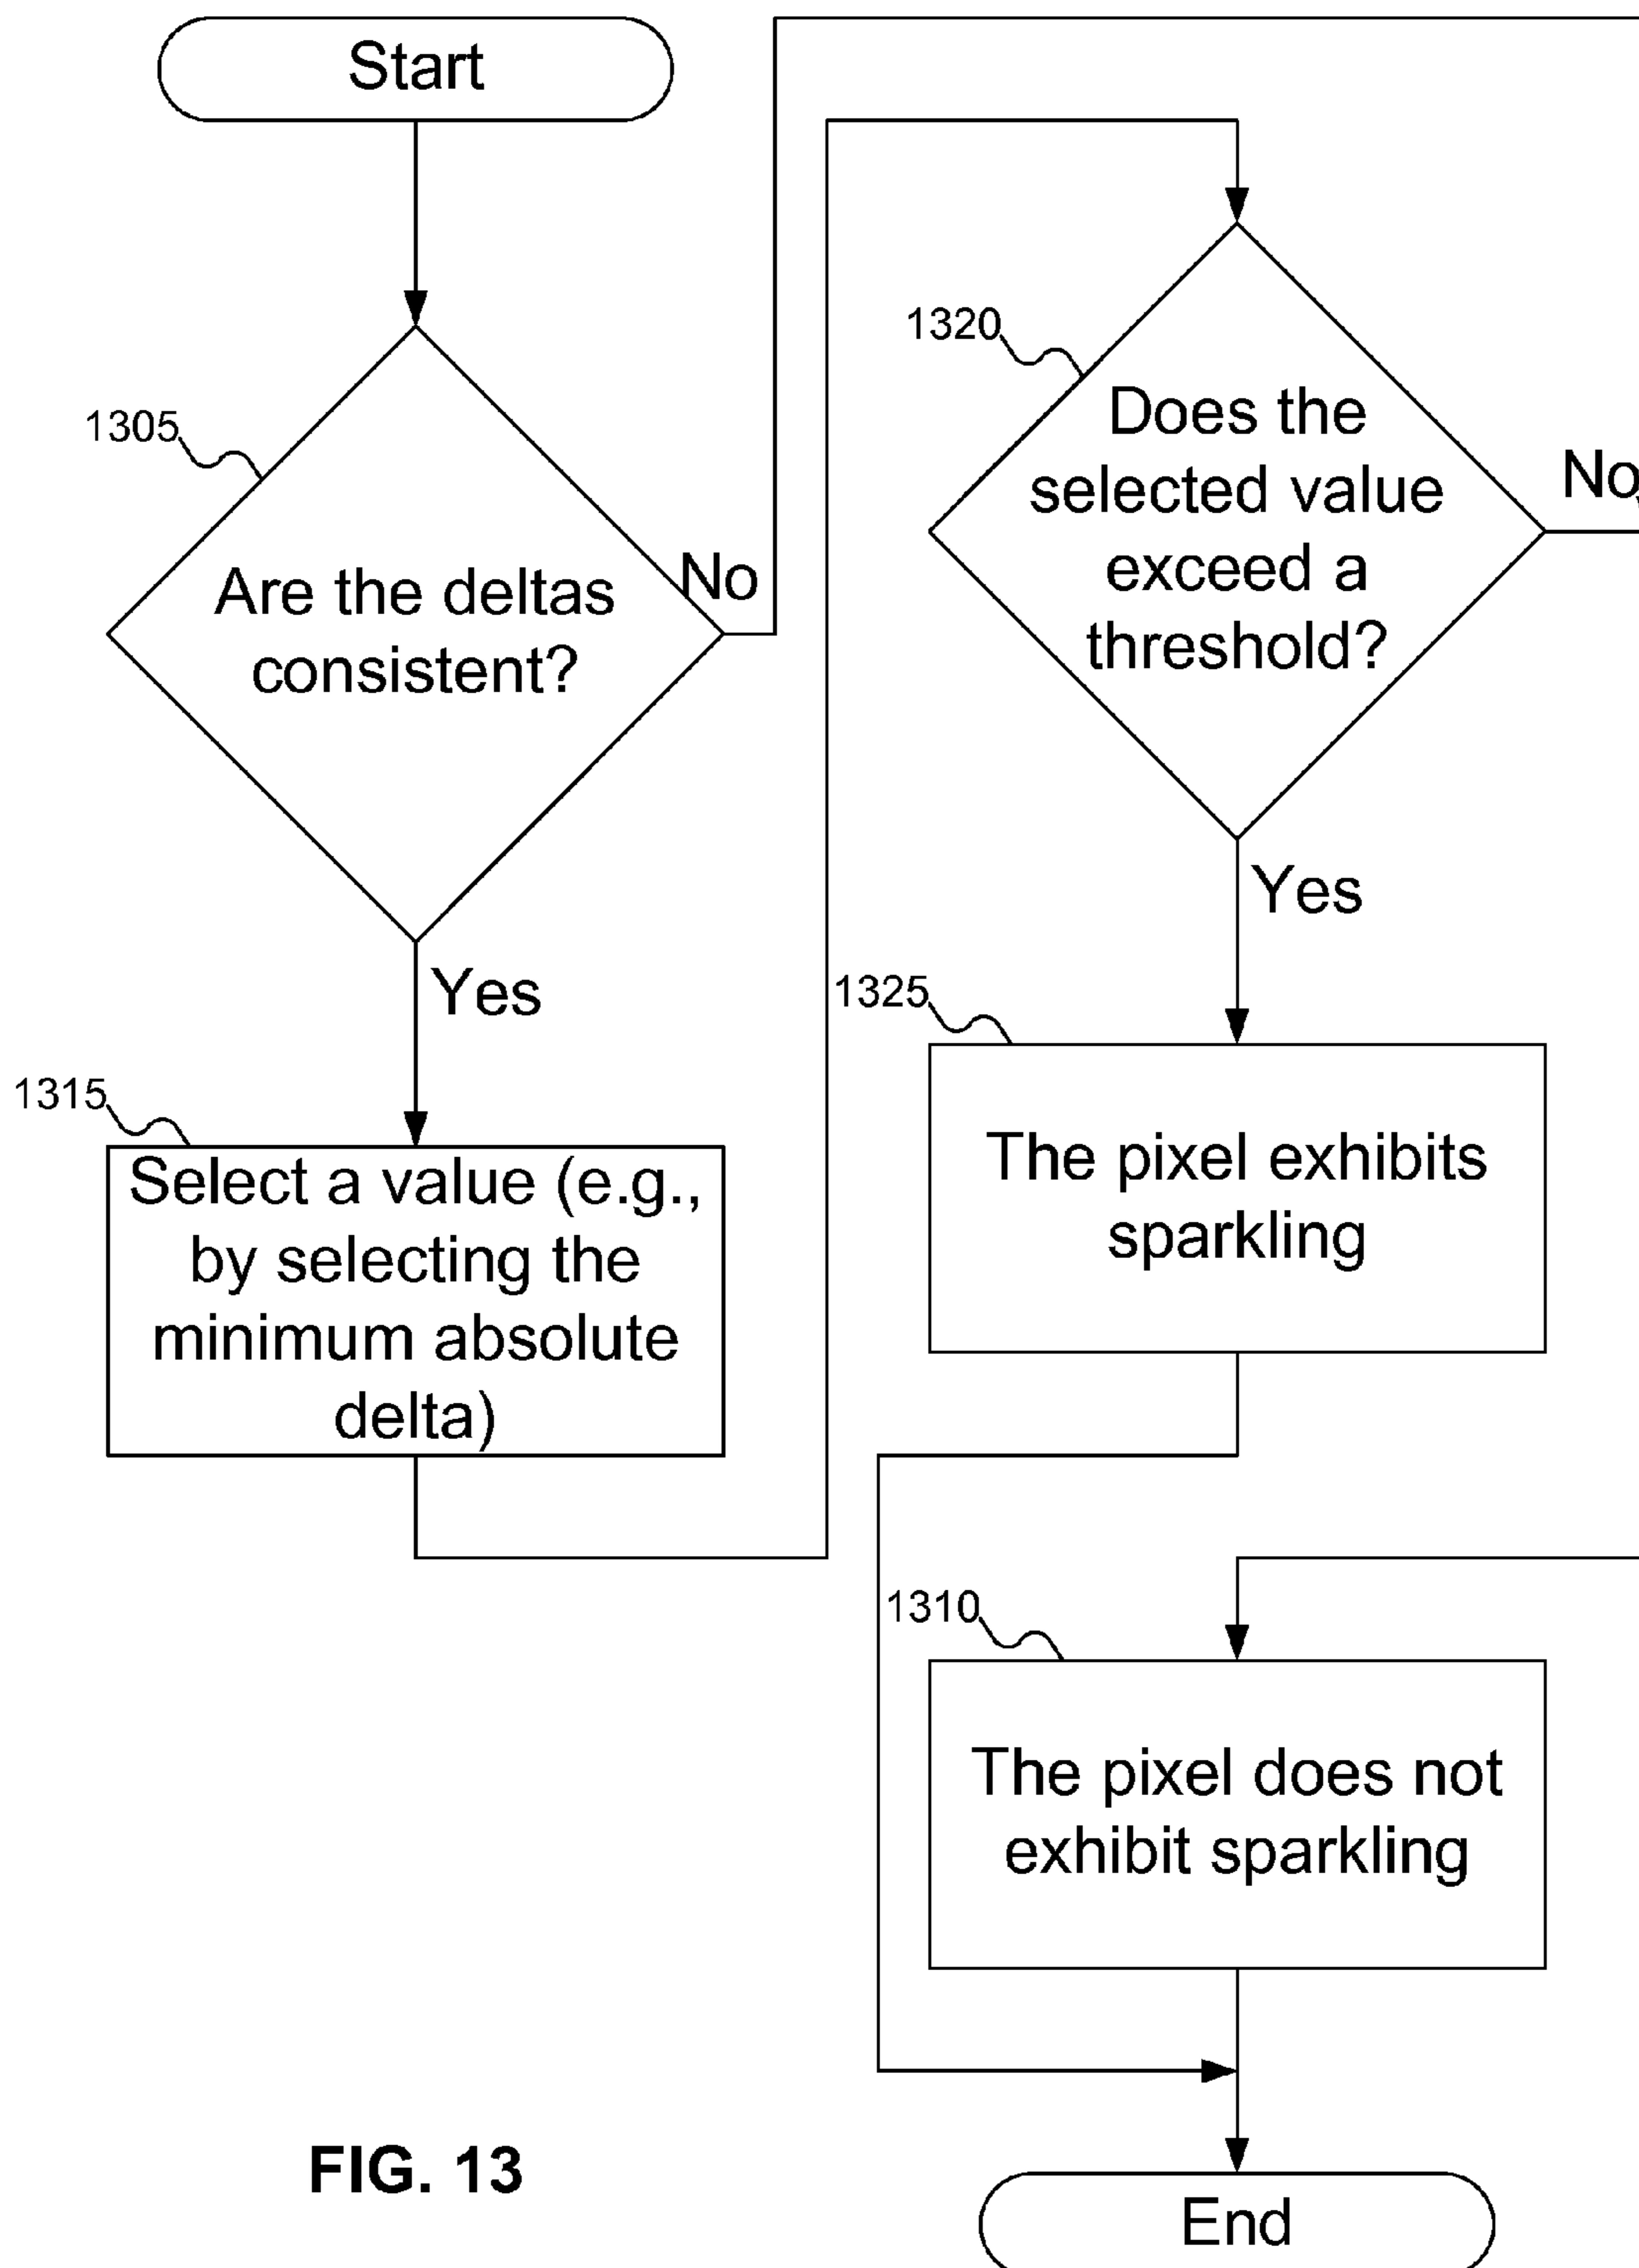 Start
1305
Are the deltas
consistent?
No
Yes
1315
Select a value (e.g.,
by selecting the
minimum absolute
delta)
1320
Does the
selected value
exceed a
threshold?
No
Yes
1325
The pixel exhibits
sparkling
1310
The pixel does not
exhibit sparkling
End
FIG. 13